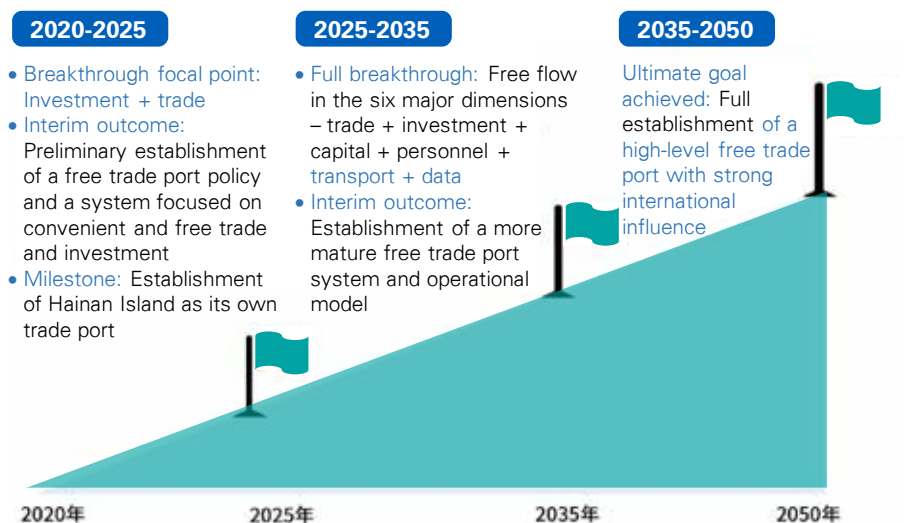 2020-2025
• Breakthrough focal point:
Investment + trade
• Interim outcome:
Preliminary establishment
of a free trade port policy
and a system focused on
convenient and free trade
and investment
• Milestone: Establishment
of Hainan Island as its own
trade port
2025-2035
• Full breakthrough: Free flow
in the six major dimensions
– trade + investment +
capital + personnel +
transport + data
• Interim outcome:
Establishment of a more
mature free trade port
system and operational
model
2035-2050
Ultimate goal
achieved: Full
establishment of a
high-level free trade
port with strong
international
influence
2020年
2025年
2035年
2050年